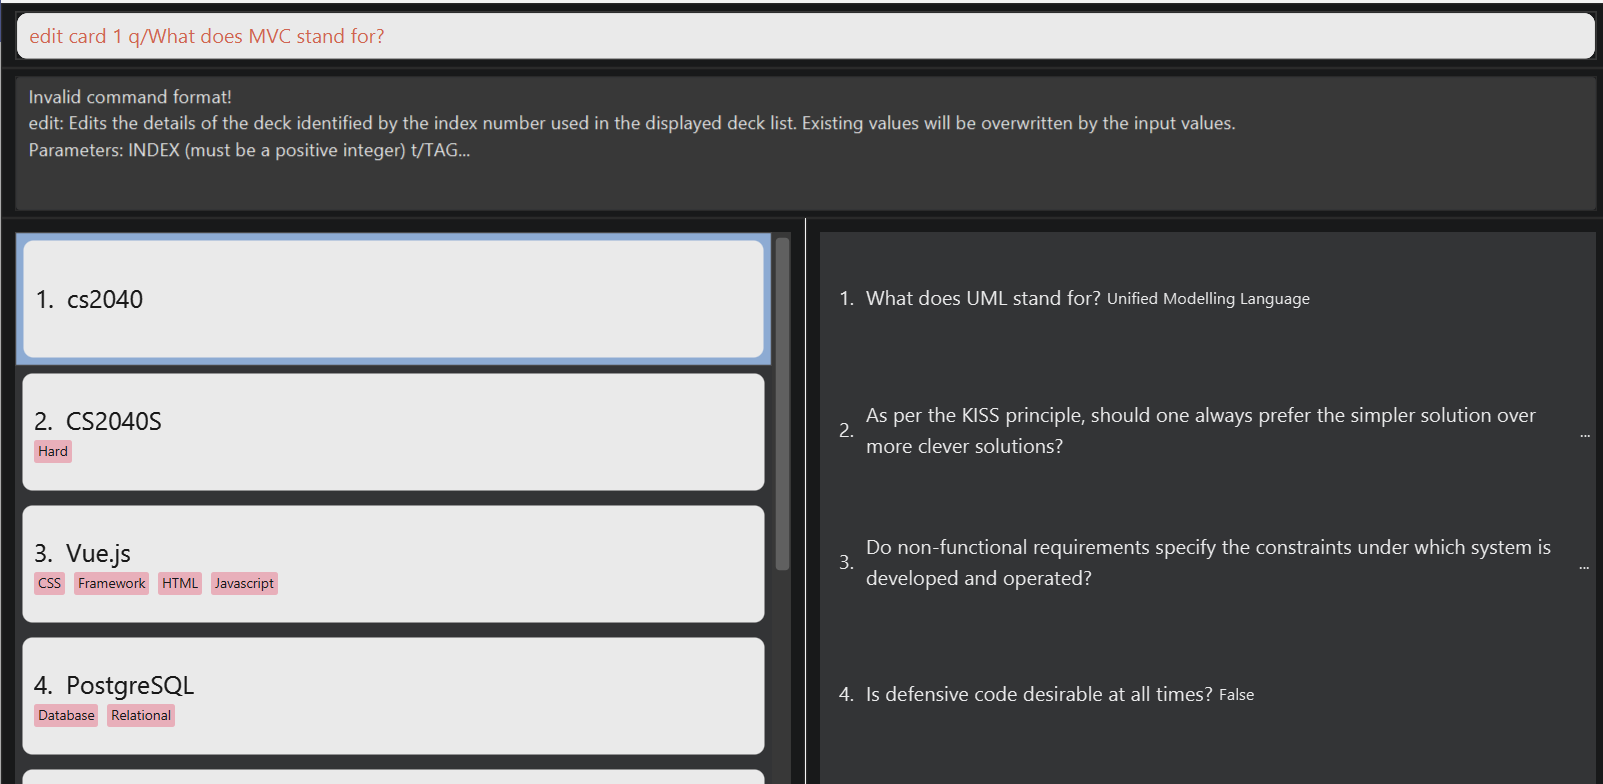 edit card 1 q/What does MVC stand for?
Invalid command format!
edit: Edits the details of the deck identified by the index number used in the displayed deck list. Existing values will be overwritten by the input values.
Parameters: INDEX (must be a positive integer) t/TAG...
1. cs2040
2. CS2040S
Hard
3. Vue.js
CSS Framework HTML Javascript
4. PostgreSQL
Database Relational
1. What does UML stand for? Unified Modelling Language
2. As per the KISS principle, should one always prefer the simpler solution over
more clever solutions? ...
3. Do non-functional requirements specify the constraints under which system is
developed and operated? ...
4. Is defensive code desirable at all times? False